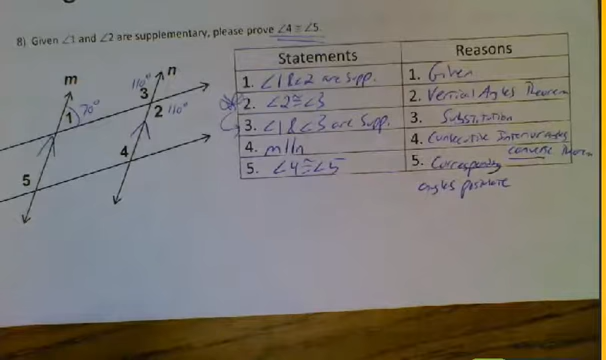 8) Given ∠1 and ∠2 are supplementary, please prove ∠4 ≅ ∠5.
Statements
Reasons
1. ∠1 & ∠2 are supp.
1. Given
2. ∠2 ≅ ∠3
2. Vertical Angles Theorem
3. ∠1 & ∠3 are Supp.
3. Substitution
4. m||n
4. Consecutive Interior Angles
converse
5. ∠4 ≅ ∠5
5. Corresponding
angles postulate
m
n
110°
3
1
70°
2
110°
4
5